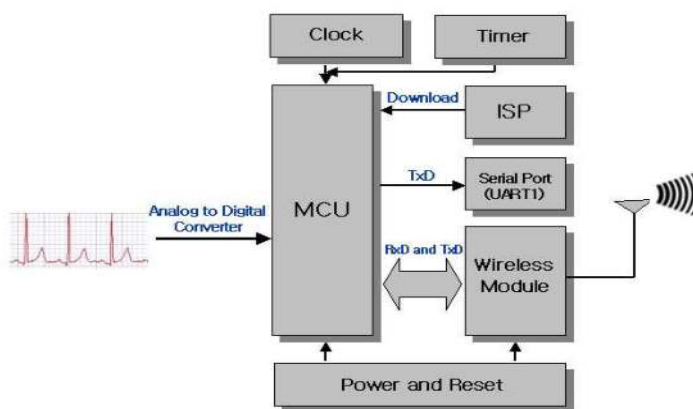 Clock
Timer
Download
ISP
TxD
Serial Port
(UART1)
MCU
Analog to Digital
Converter
RxD and TxD
Wireless
Module
Power and Reset